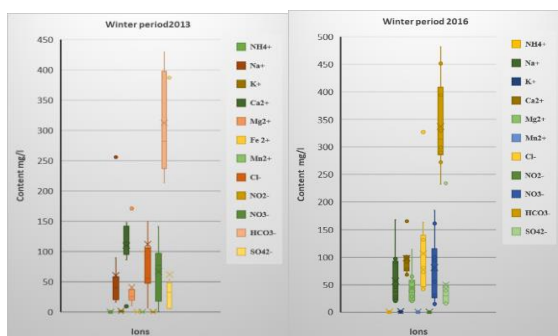 Winter period2013
450
400
350
300
250
200
150
100
50
0
Content mg/l
Ions
NH4+
Na+
K+
Ca2+
Mg2+
Fe 2+
Mn2+
Cl-
NO2-
NO3-
HCO3-
SO42-
Winter period 2016
500
450
400
350
300
250
200
150
100
50
0
Content mg/l
Ions
NH4+
Na+
K+
Ca2+
Mg2+
Mn2+
Cl-
NO2-
NO3-
HCO3-
SO42-